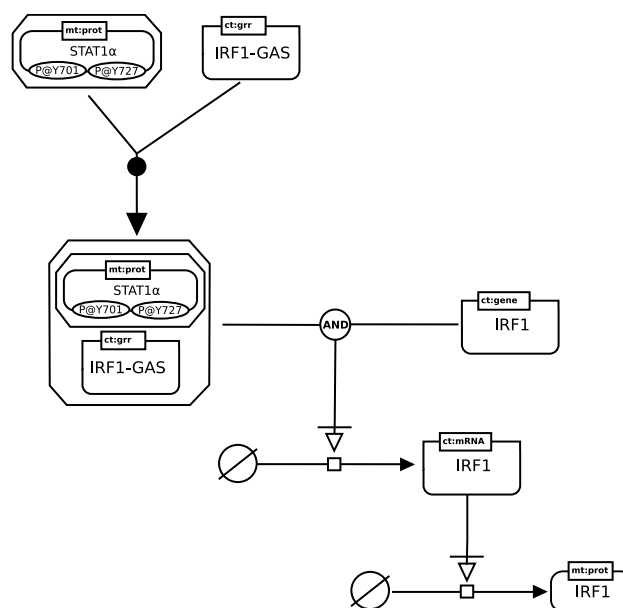 mt:prot
STAT1α
P@Y701 P@Y727
ct:grr
IRF1-GAS
mt:prot
STAT1α
P@Y701 P@Y727
ct:grr
IRF1-GAS
AND
ct:gene
IRF1
ct:mRNA
IRF1
mt:prot
IRF1